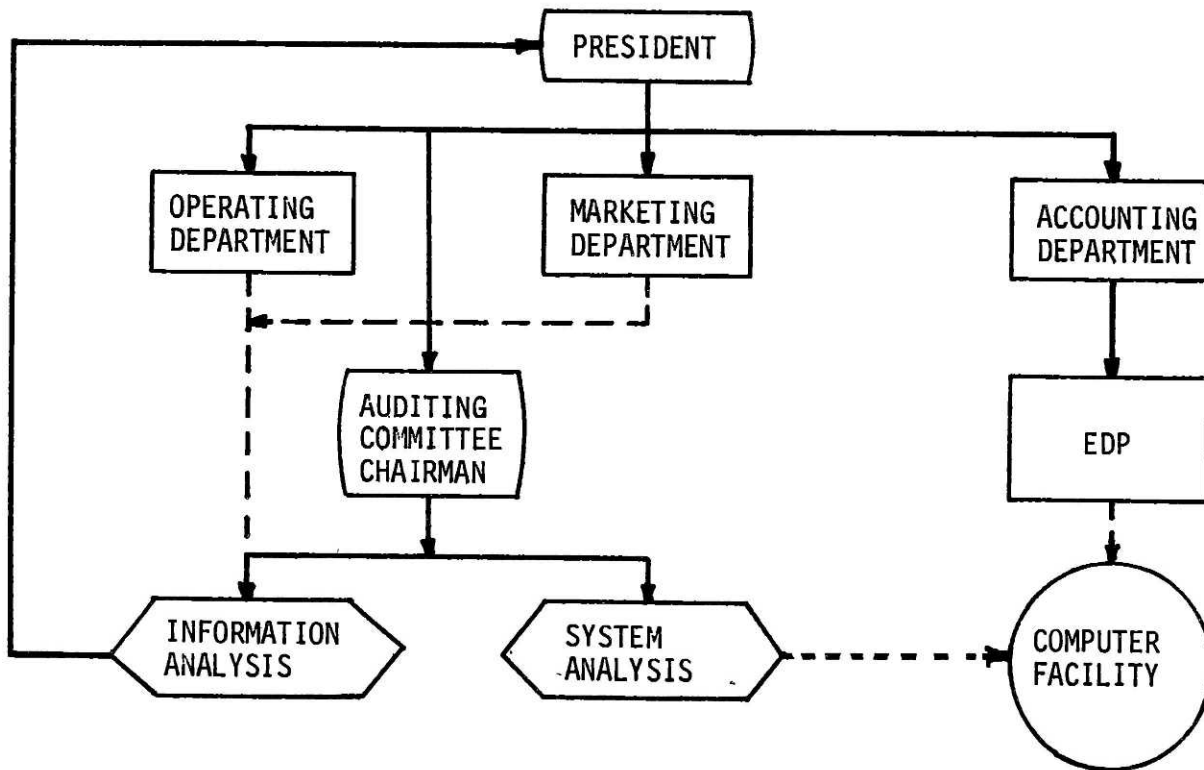 PRESIDENT
OPERATING
DEPARTMENT
MARKETING
DEPARTMENT
ACCOUNTING
DEPARTMENT
AUDITING
COMMITTEE
CHAIRMAN
EDP
INFORMATION
ANALYSIS
SYSTEM
ANALYSIS
COMPUTER
FACILITY